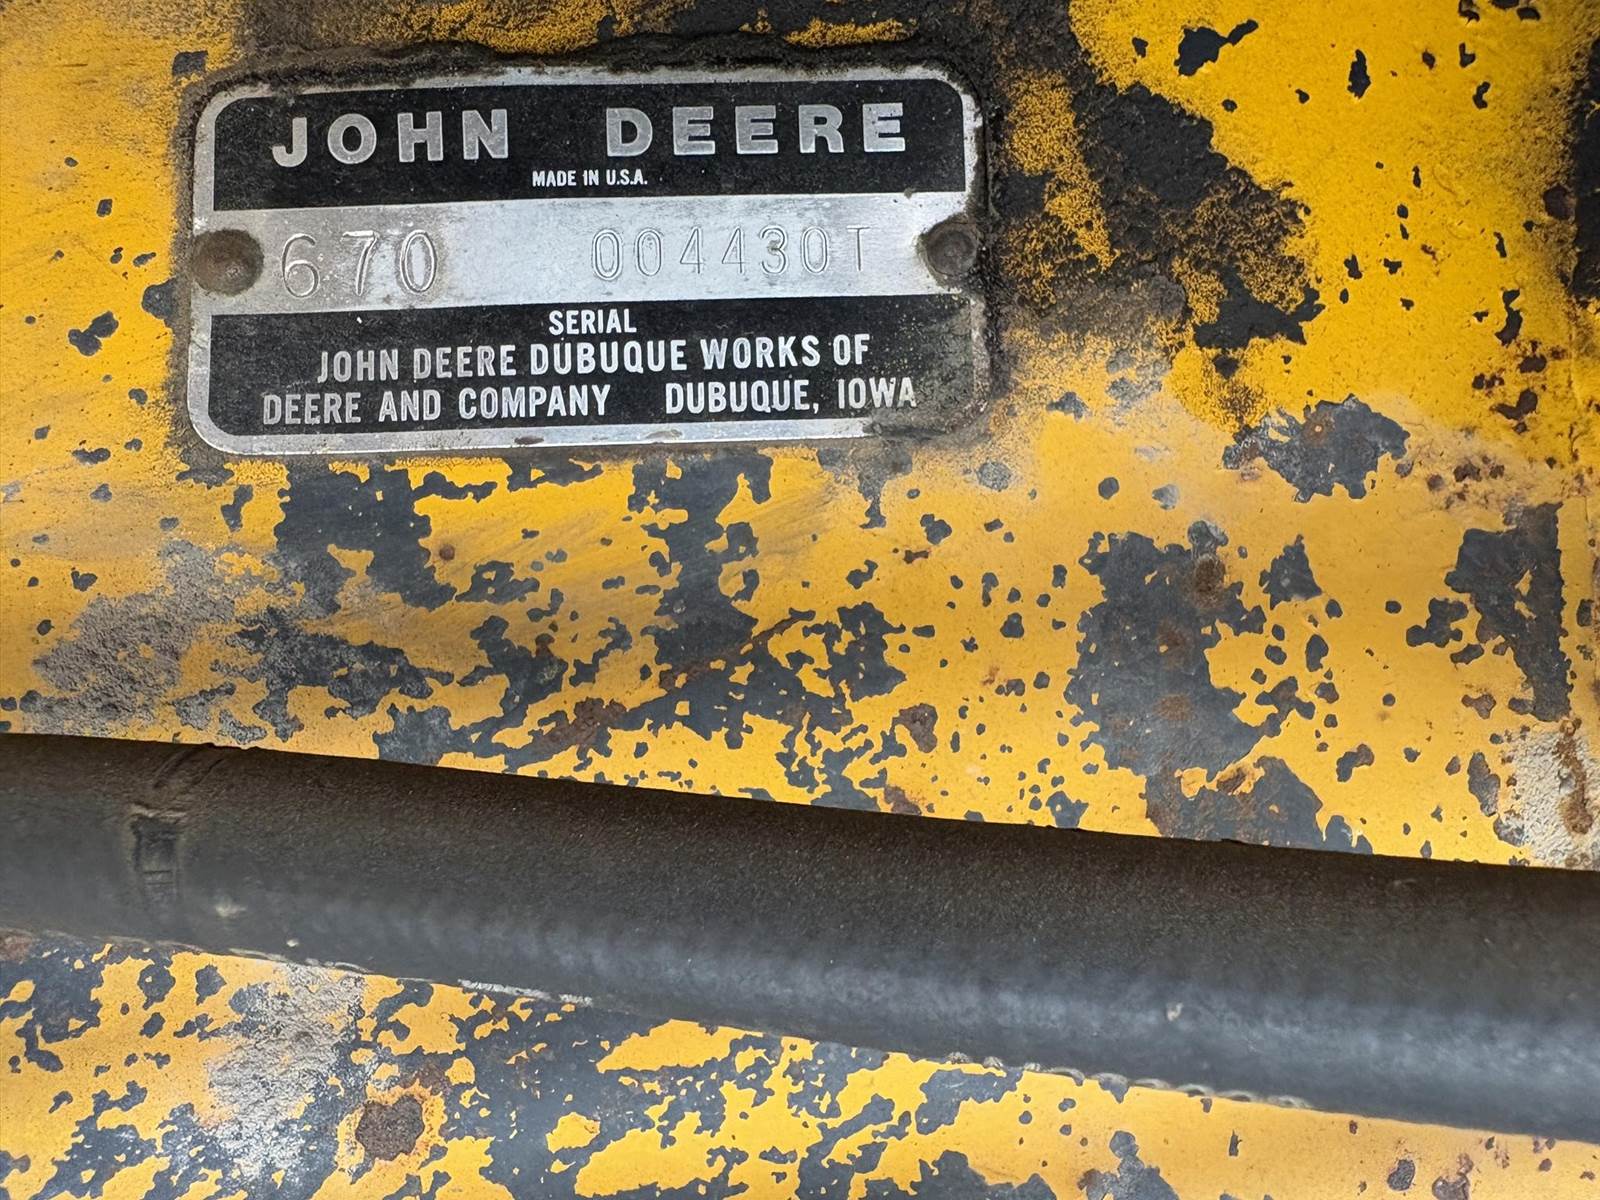 JOHN DEERE
MADE IN U.S.A.
670 004430T
SERIAL
JOHN DEERE DUBUQUE WORKS OF
DEERE AND COMPANY DUBUQUE, IOWA